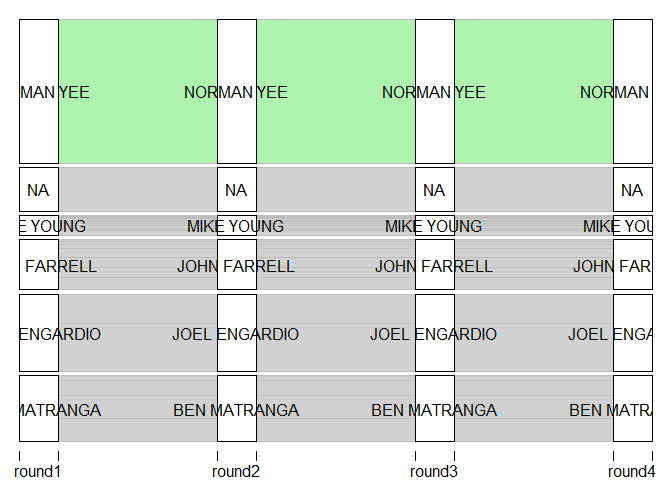 MAN YEE NORMAN YEE NORMAN YEE NORMAN
NA NA NA NA
E YOUNG MIKE YOUNG MIKE YOUNG MIKE YOU
FARRELL JOHN FARRELL JOHN FARRELL JOHN FAR
ENGARDIO JOEL ENGARDIO JOEL ENGARDIO JOEL ENGA
MATRANGA BEN MATRANGA BEN MATRANGA BEN MATR
round1 round2 round3 round4